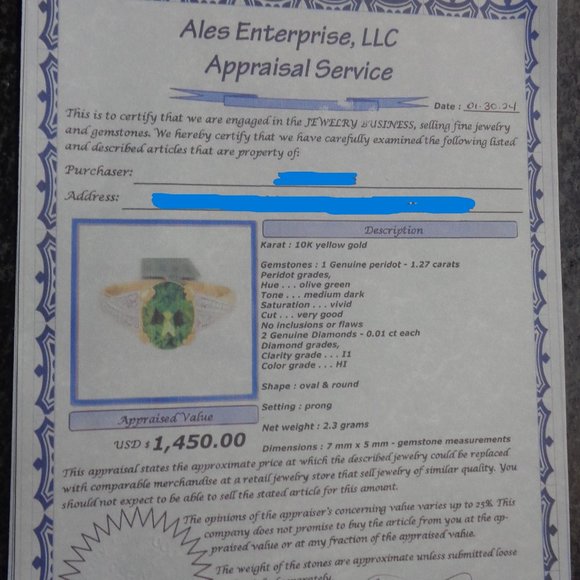 Ales Enterprise, LLC
Appraisal Service
Date : 01.30.24
This is to certify that we are engaged in the JEWELRY BUSINESS, selling fine jewelry
and gemstones. We hereby certify that we have carefully examined the following listed
and described articles that are property of:
Purchaser:
Address:
Description
Karat : 10K yellow gold
Gemstones : 1 Genuine peridot - 1.27 carats
Peridot grades,
Hue . . . olive green
Tone . . . medium dark
Saturation . . . vivid
Cut . . . very good
No inclusions or flaws
2 Genuine Diamonds - 0.01 ct each
Diamond grades,
Clarity grade . . . I1
Color grade . . . HI
Shape : oval & round
Setting : prong
Net weight : 2.3 grams
Dimensions : 7 mm x 5 mm - gemstone measurements
Appraised Value
USD $ 1,450.00
This appraisal states the approximate price at which the described jewelry could be replaced
with comparable merchandise at a retail jewelry store that sell jewelry of similar quality. You
should not expect to be able to sell the stated article for this amount.
The opinions of the appraiser's concerning value varies up to 25%. This
company does not promise to buy the article from you at the ap-
praised value or at any fraction of the appraised value.
The weight of the stones are approximate unless submitted loose